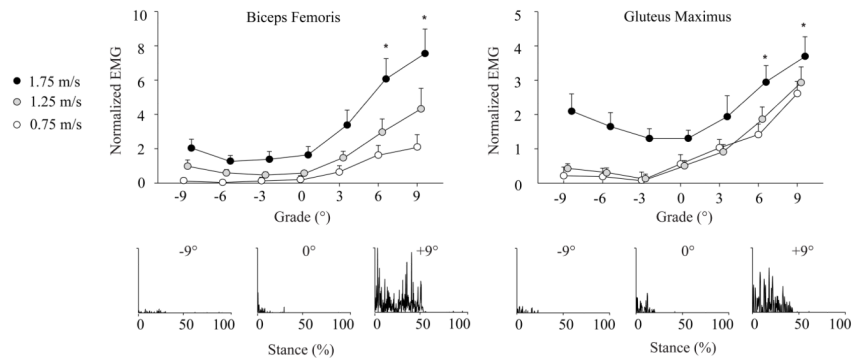 Biceps Femoris
10
8
6
4
2
0
Normalized EMG
* *
-9 -6 -3 0 3 6 9
Grade (°)
1.75 m/s
1.25 m/s
0.75 m/s
Gluteus Maximus
5
4
3
2
1
0
Normalized EMG
* *
-9 -6 -3 0 3 6 9
Grade (°)
-9° 0° +9°
0 50 100 0 50 100 0 50 100
Stance (%)
-9° 0° +9°
0 50 100 0 50 100 0 50 100
Stance (%)